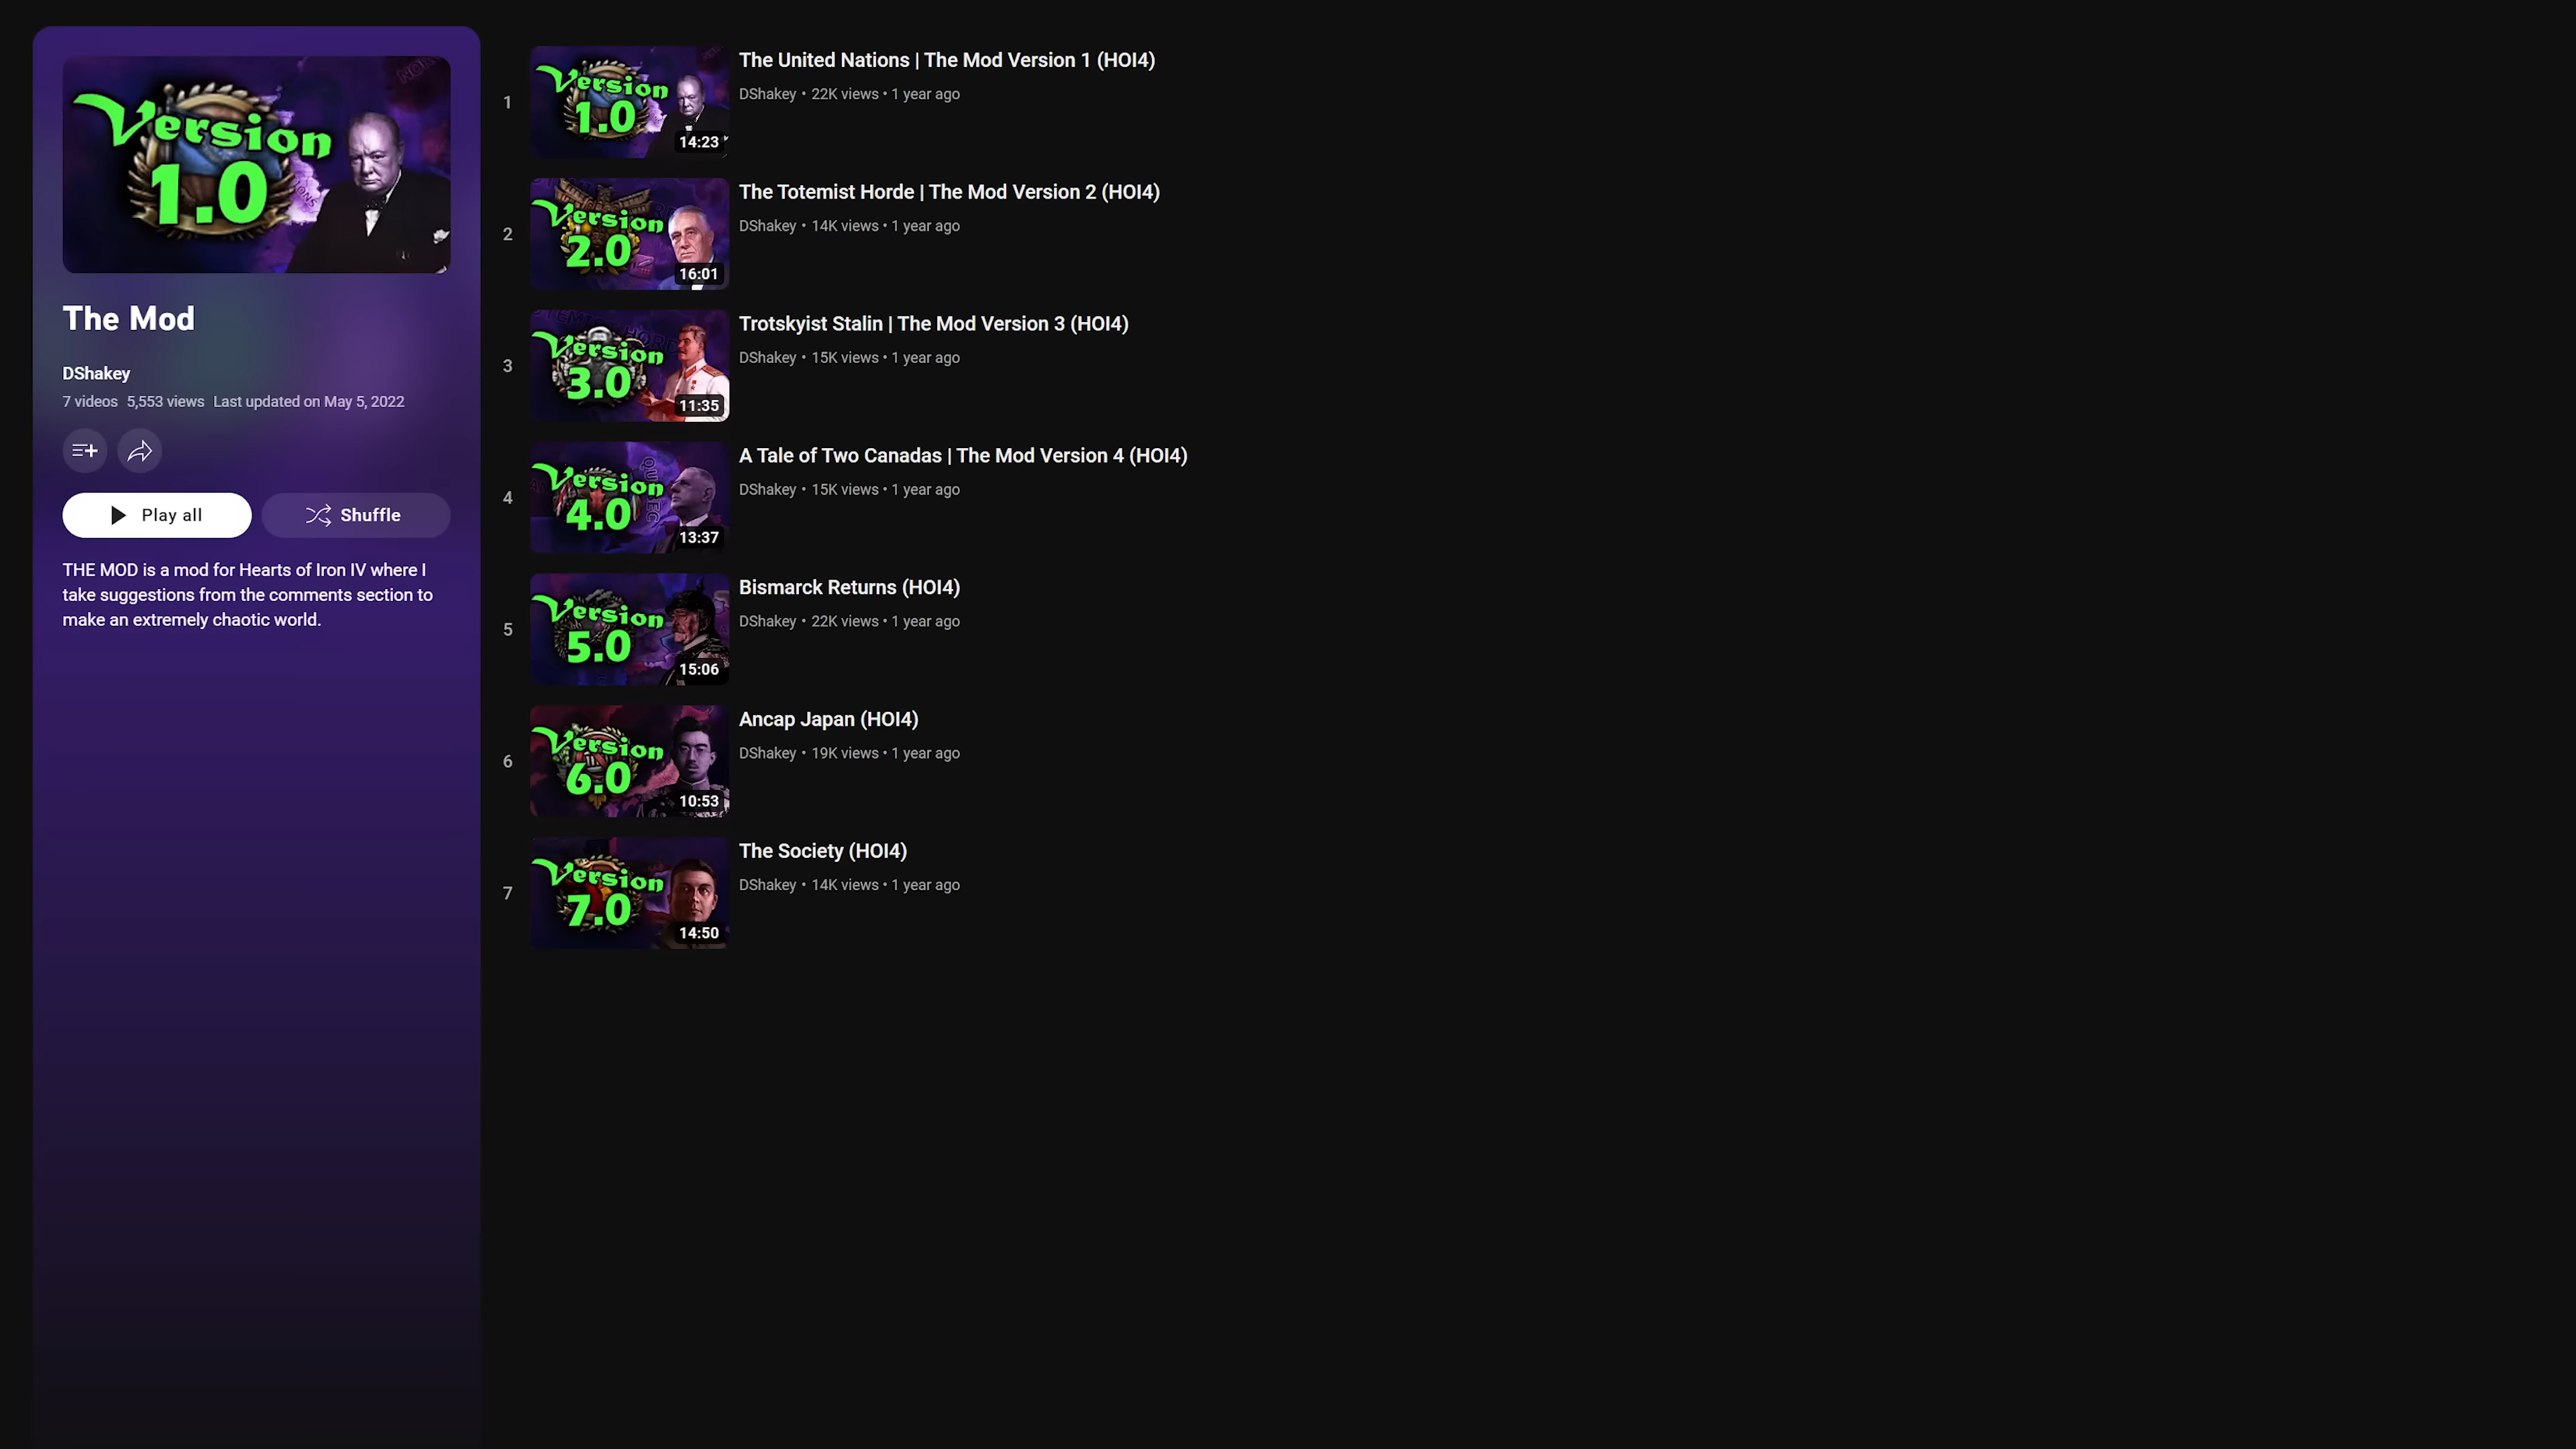 Version
1.0
The Mod
DShakey
7 videos 5,553 views Last updated on May 5, 2022
Play all
Shuffle
THE MOD is a mod for Hearts of Iron IV where I
take suggestions from the comments section to
make an extremely chaotic world.
1
Version
1.0
14:23
The United Nations | The Mod Version 1 (HOI4)
DShakey • 22K views • 1 year ago
2
Version
2.0
16:01
The Totemist Horde | The Mod Version 2 (HOI4)
DShakey • 14K views • 1 year ago
3
Version
3.0
11:35
Trotskyist Stalin | The Mod Version 3 (HOI4)
DShakey • 15K views • 1 year ago
4
Version
4.0
QUEBEC
13:37
A Tale of Two Canadas | The Mod Version 4 (HOI4)
DShakey • 15K views • 1 year ago
5
Version
5.0
15:06
Bismarck Returns (HOI4)
DShakey • 22K views • 1 year ago
6
Version
6.0
10:53
Ancap Japan (HOI4)
DShakey • 19K views • 1 year ago
7
Version
7.0
14:50
The Society (HOI4)
DShakey • 14K views • 1 year ago